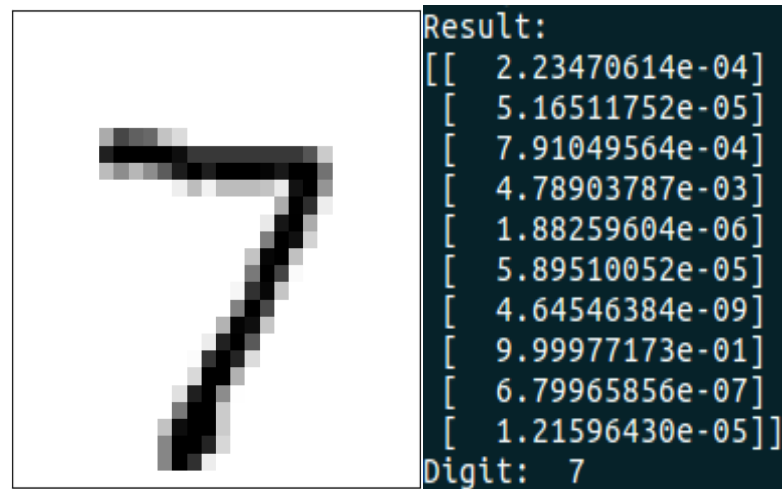 7
Result:
[[ 2.23470614e-04]
[ 5.16511752e-05]
[ 7.91049564e-04]
[ 4.78903787e-03]
[ 1.88259604e-06]
[ 5.89510052e-05]
[ 4.64546384e-09]
[ 9.99977173e-01]
[ 6.79965856e-07]
[ 1.21596430e-05]]
Digit: 7